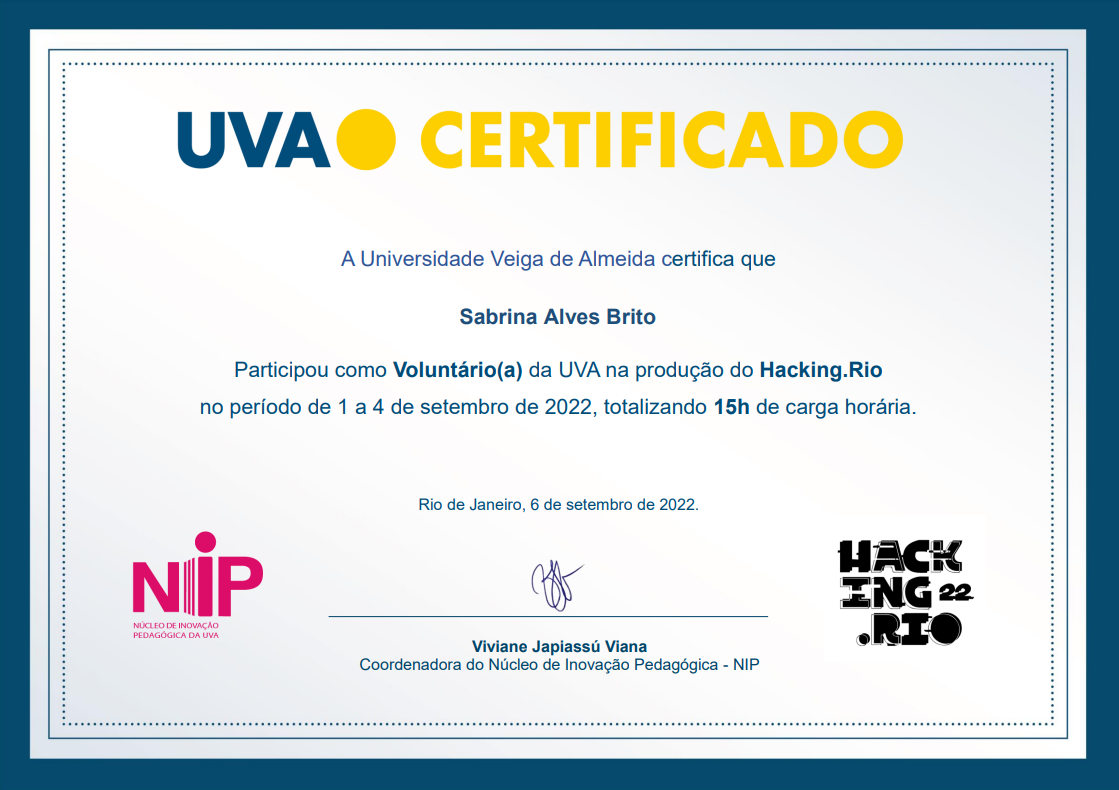 UVA CERTIFICADO
A Universidade Veiga de Almeida certifica que
Sabrina Alves Brito
Participou como Voluntário(a) da UVA na produção do Hacking.Rio
no período de 1 a 4 de setembro de 2022, totalizando 15h de carga horária.
Rio de Janeiro, 6 de setembro de 2022.
NIP
NÚCLEO DE INOVAÇÃO
PEDAGÓGICA DA UVA
Viviane Japiassú Viana
Coordenadora do Núcleo de Inovação Pedagógica - NIP
HACK
ING 22
.RIO